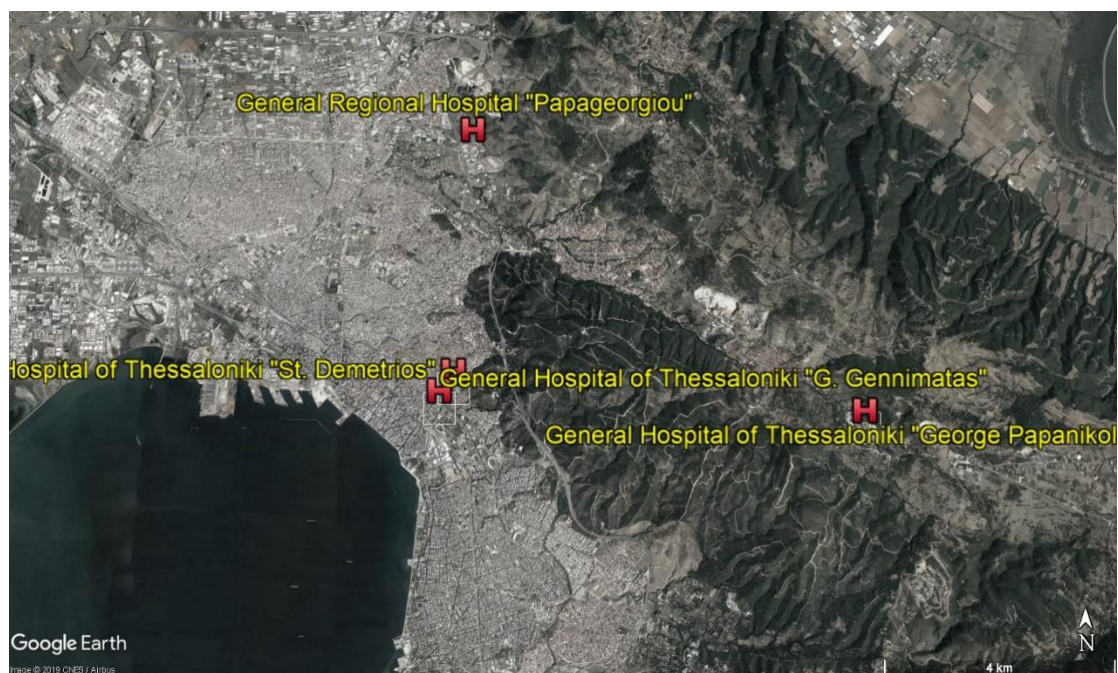 General Regional Hospital "Papageorgiou"
H
H
Hospital of Thessaloniki "St. Demetrios"
H
General Hospital of Thessaloniki "G. Gennimatas"
H
General Hospital of Thessaloniki "George Papanikol
Google Earth
N
Image © 2019 CNES / Airbus
4 km